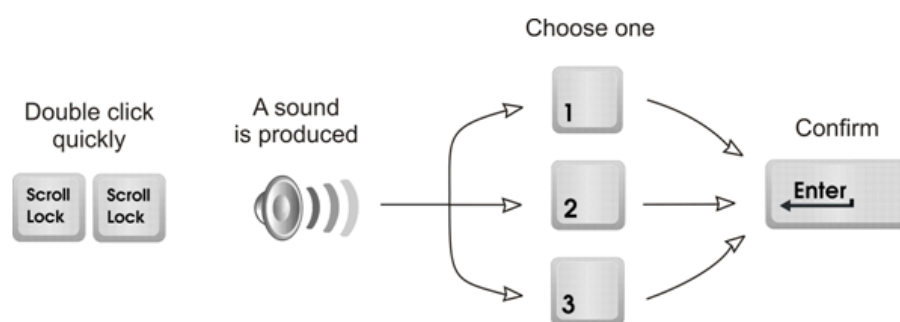 Double click
quickly
Scroll
Lock
Scroll
Lock
A sound
is produced
Choose one
1
2
3
Confirm
Enter